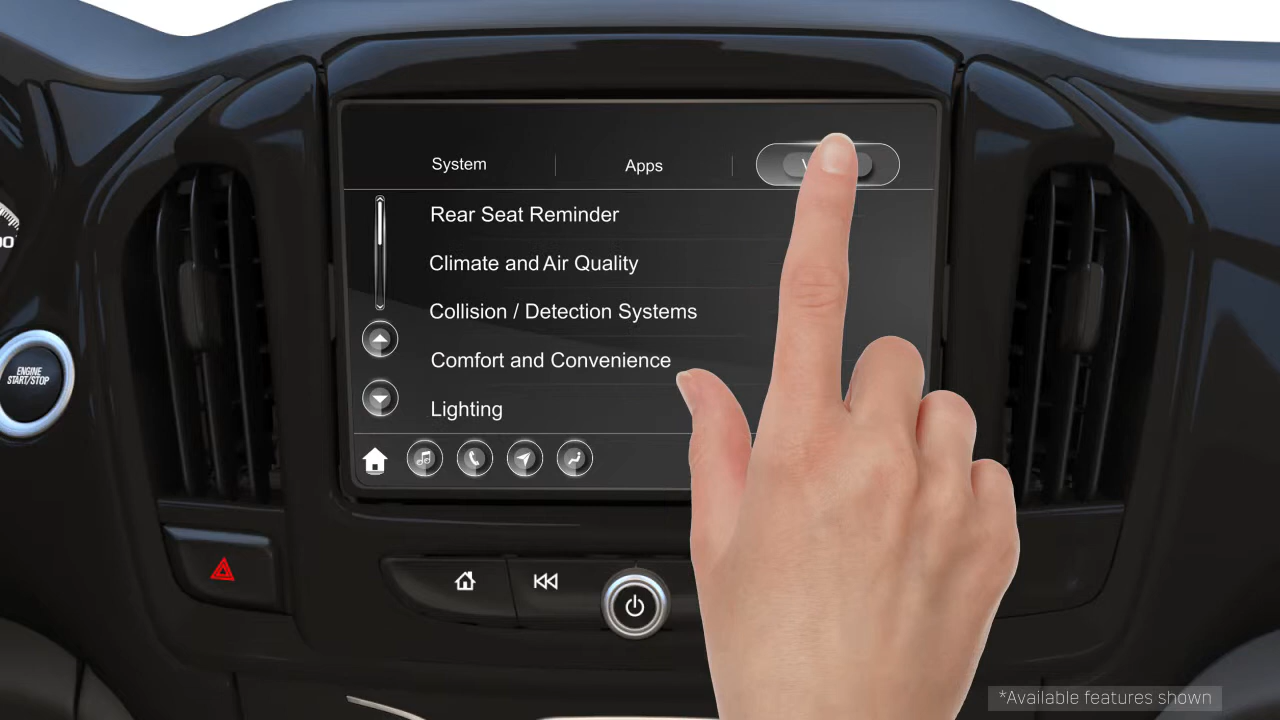 System
Apps
Rear Seat Reminder
Climate and Air Quality
Collision / Detection Systems
Comfort and Convenience
Lighting
ENGINE
START/STOP
*Available features shown